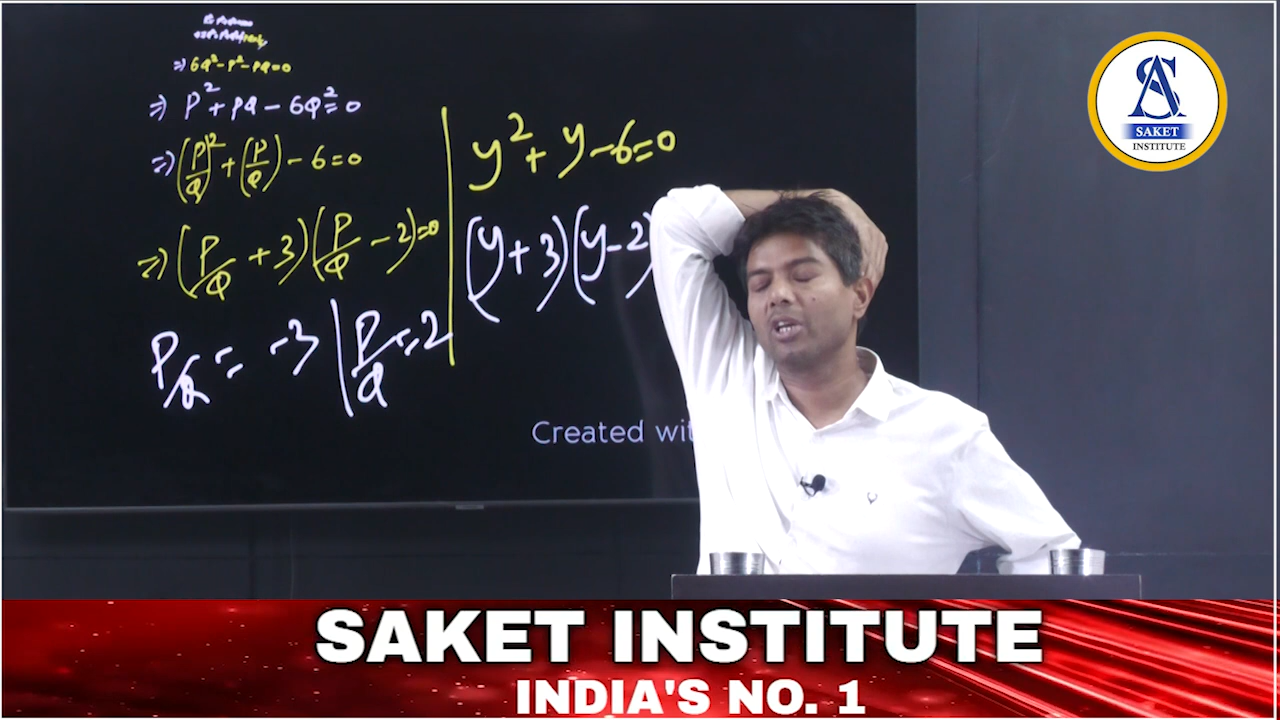 ⇒ 6Q²-P²-PQ=0
⇒ P²+PQ-6Q²=0
⇒ (P/Q)²+(P/Q)-6=0
⇒ (P/Q+3)(P/Q-2)=0
P/Q = -3 | P/Q=2
y²+y-6=0
(y+3)(y-2)
Created
SA
SAKET
INSTITUTE
SAKET INSTITUTE
INDIA'S NO. 1